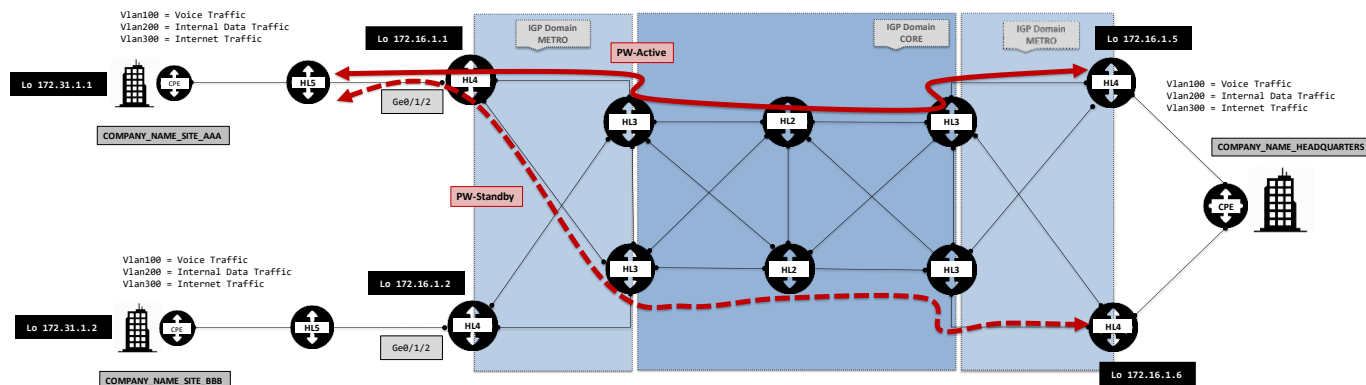 Vlan100 = Voice Traffic
Vlan200 = Internal Data Traffic
Vlan300 = Internet Traffic
Lo 172.16.1.1
IGP Domain
METRO
IGP Domain
CORE
IGP Domain
METRO
Lo 172.16.1.5
PW-Active
Lo 172.31.1.1
CPE
HL5
HL4
HL4
Ge0/1/2
Vlan100 = Voice Traffic
Vlan200 = Internal Data Traffic
Vlan300 = Internet Traffic
COMPANY_NAME_SITE_AAA
HL3
HL2
HL3
COMPANY_NAME_HEADQUARTERS
PW-Standby
CPE
Vlan100 = Voice Traffic
Vlan200 = Internal Data Traffic
Vlan300 = Internet Traffic
HL3
HL2
HL3
Lo 172.16.1.2
Lo 172.31.1.2
CPE
HL5
HL4
HL4
Ge0/1/2
Lo 172.16.1.6
COMPANY_NAME_SITE_BBB